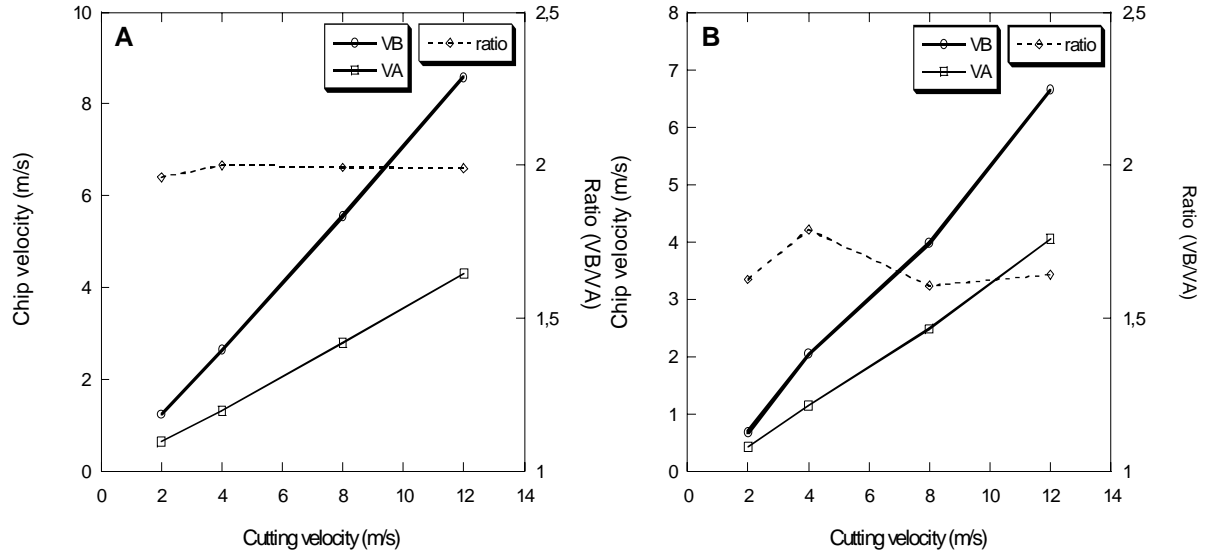 A
VB
VA
ratio
10
8
6
4
2
0
2,5
2
1,5
1
0 2 4 6 8 10 12 14
Chip velocity (m/s)
Ratio (VB/VA)
Cutting velocity (m/s)
B
VB
VA
ratio
8
7
6
5
4
3
2
1
0
2,5
2
1,5
1
0 2 4 6 8 10 12 14
Chip velocity (m/s)
Ratio (VB/VA)
Cutting velocity (m/s)